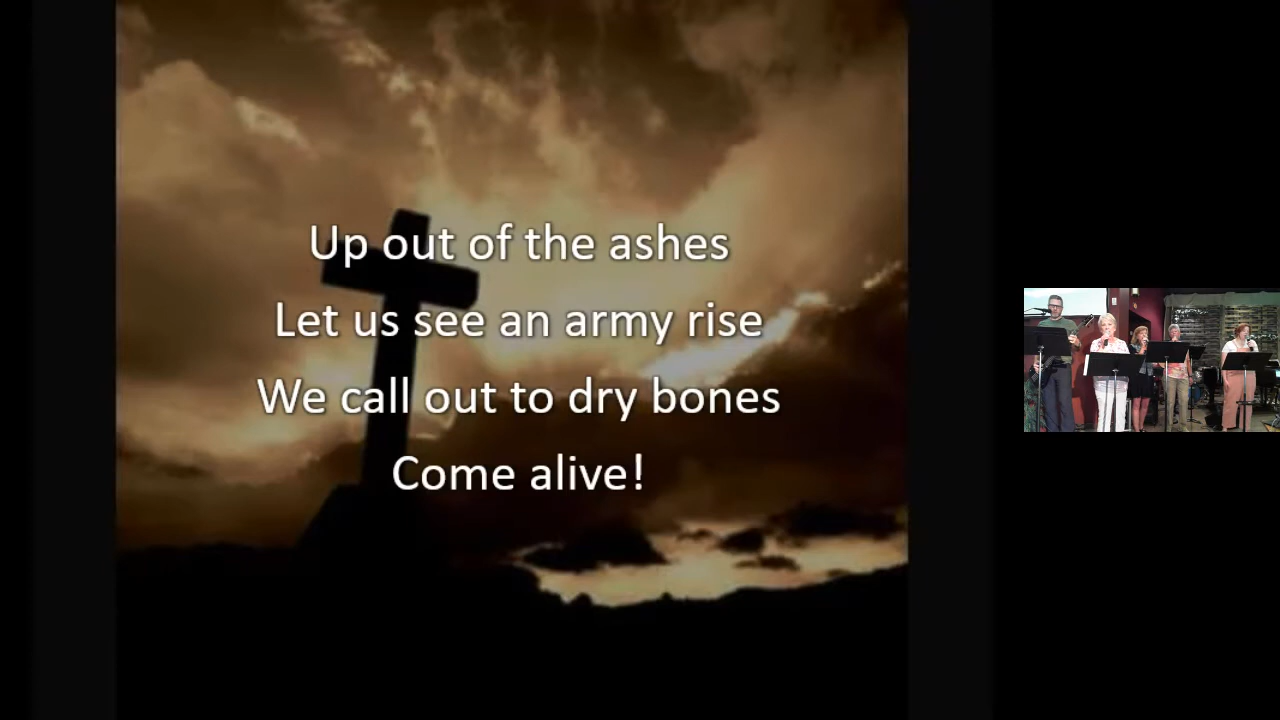 Up out of the ashes
Let us see an army rise
We call out to dry bones
Come alive!